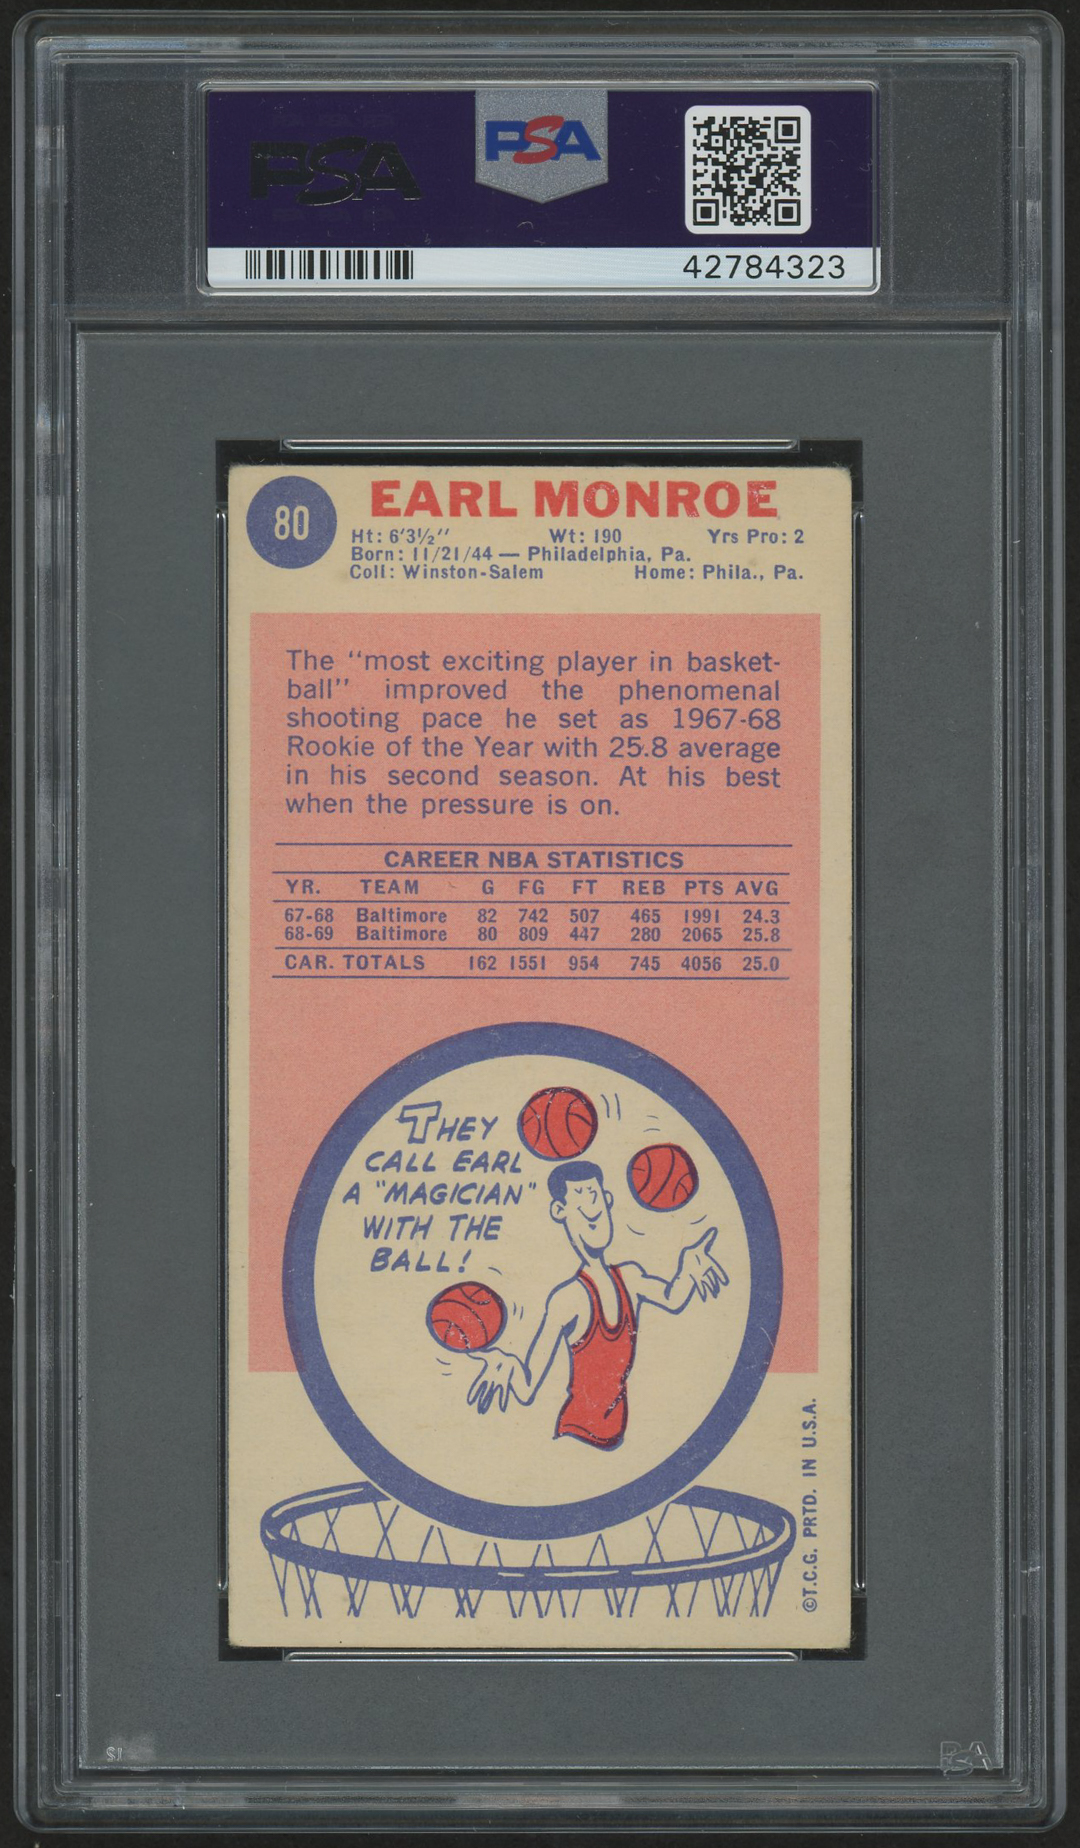 PSA
PSA
42784323
80
EARL MONROE
Ht: 6'3½'' Wt: 190 Yrs Pro: 2
Born: 11/21/44 — Philadelphia, Pa.
Coll: Winston-Salem Home: Phila., Pa.
The "most exciting player in basket-
ball" improved the phenomenal
shooting pace he set as 1967-68
Rookie of the Year with 25.8 average
in his second season. At his best
when the pressure is on.
CAREER NBA STATISTICS
YR. TEAM G FG FT REB PTS AVG
67-68 Baltimore 82 742 507 465 1991 24.3
68-69 Baltimore 80 809 447 280 2065 25.8
CAR. TOTALS 162 1551 954 745 4056 25.0
THEY
CALL EARL
A "MAGICIAN"
WITH THE
BALL!
©T.C.G. PRTD. IN U.S.A.
PSA